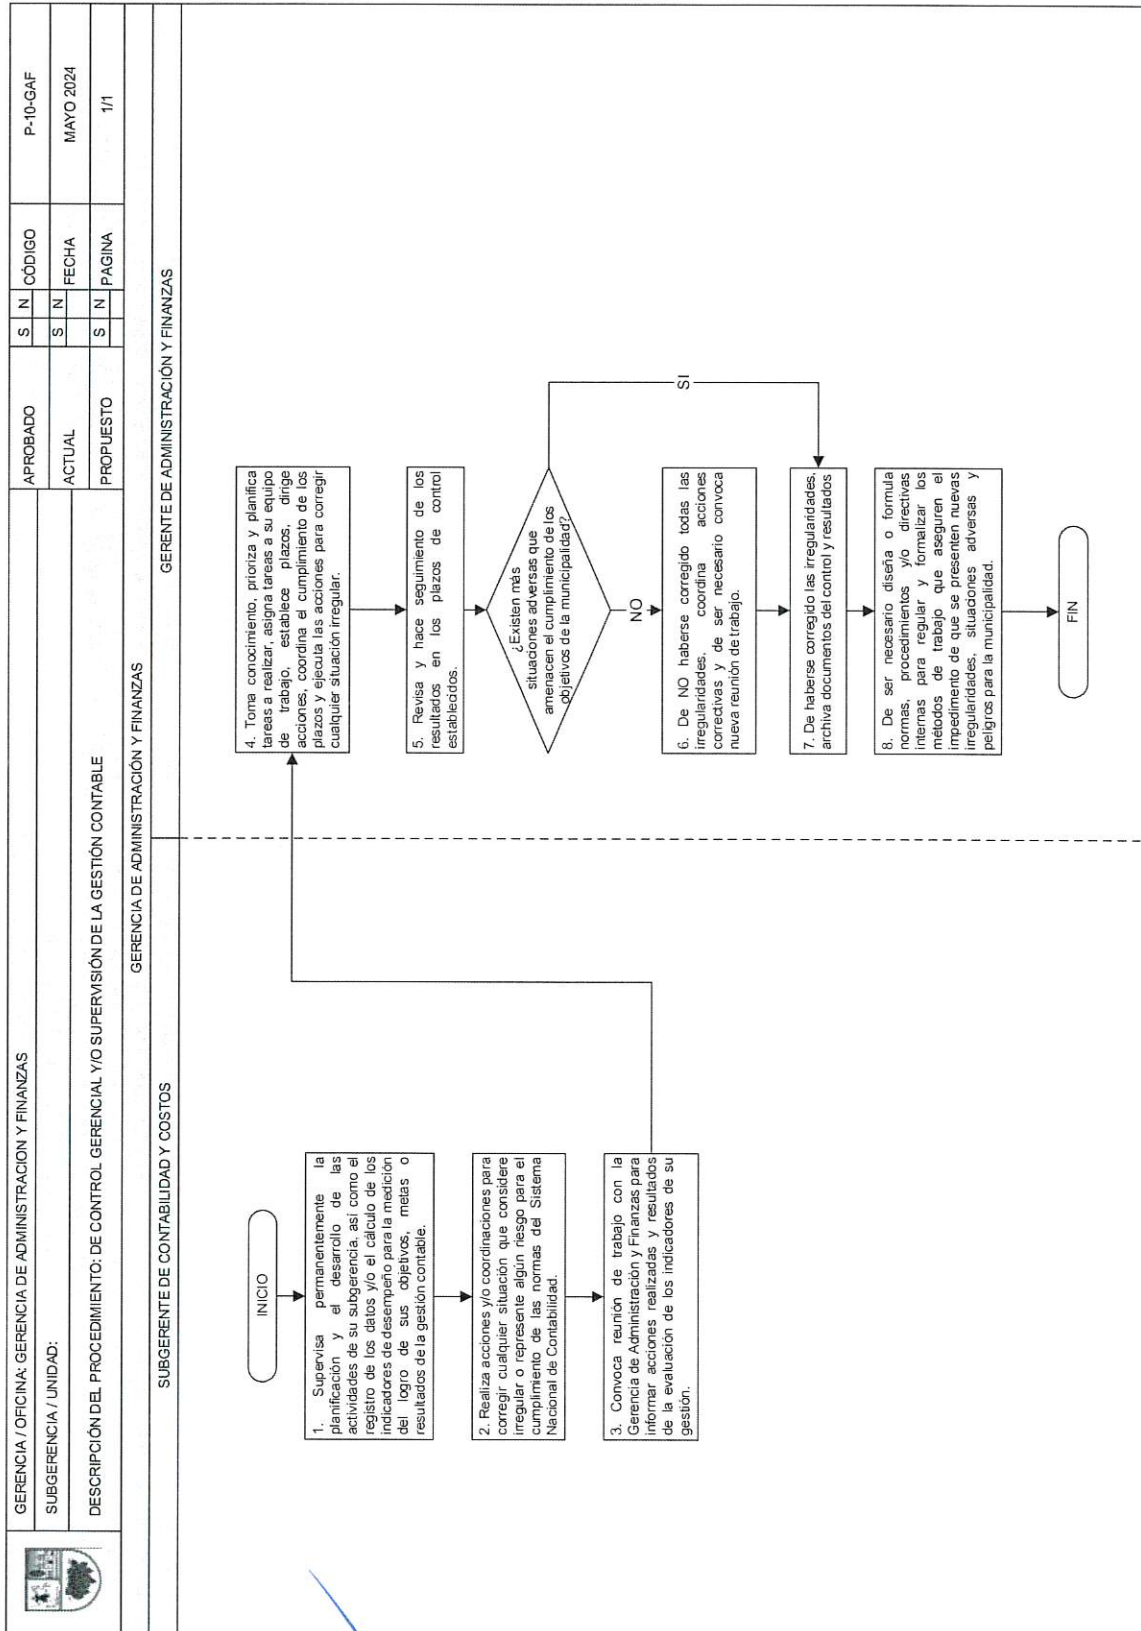 GERENCIA / OFICINA: GERENCIA DE ADMINISTRACION Y FINANZAS
APROBADO S N CÓDIGO P-10-GAF
SUBGERENCIA / UNIDAD:
ACTUAL S N FECHA MAYO 2024
DESCRIPCIÓN DEL PROCEDIMIENTO: DE CONTROL GERENCIAL Y/O SUPERVISIÓN DE LA GESTIÓN CONTABLE
PROPUESTO S N PAGINA 1/1
GERENCIA DE ADMINISTRACIÓN Y FINANZAS
SUBGERENTE DE CONTABILIDAD Y COSTOS
GERENTE DE ADMINISTRACIÓN Y FINANZAS
INICIO
1. Supervisa permanentemente la
planificación y el desarrollo de las
actividades de su subgerencia, así como el
registro de los datos y/o el cálculo de los
indicadores de desempeño para la medición
del logro de sus objetivos, metas o
resultados de la gestión contable.
2. Realiza acciones y/o coordinaciones para
corregir cualquier situación que considere
irregular o represente algún riesgo para el
cumplimiento de las normas del Sistema
Nacional de Contabilidad.
3. Convoca reunión de trabajo con la
Gerencia de Administración y Finanzas para
informar acciones realizadas y resultados
de la evaluación de los indicadores de su
gestión.
4. Toma conocimiento, prioriza y planifica
tareas a realizar, asigna tareas a su equipo
de trabajo, establece plazos, dirige
acciones, coordina el cumplimiento de los
plazos y ejecuta las acciones para corregir
cualquier situación irregular.
5. Revisa y hace seguimiento de los
resultados en los plazos de control
establecidos.
¿Existen más
situaciones adversas que
amenacen el cumplimiento de los
objetivos de la municipalidad?
SI
NO
6. De NO haberse corregido todas las
irregularidades, coordina acciones
correctivas y de ser necesario convoca
nueva reunión de trabajo.
7. De haberse corregido las irregularidades,
archiva documentos del control y resultados
8. De ser necesario diseña o formula
normas, procedimientos y/o directivas
internas para regular y formalizar los
métodos de trabajo que aseguren el
impedimento de que se presenten nuevas
irregularidades, situaciones adversas y
peligros para la municipalidad.
FIN